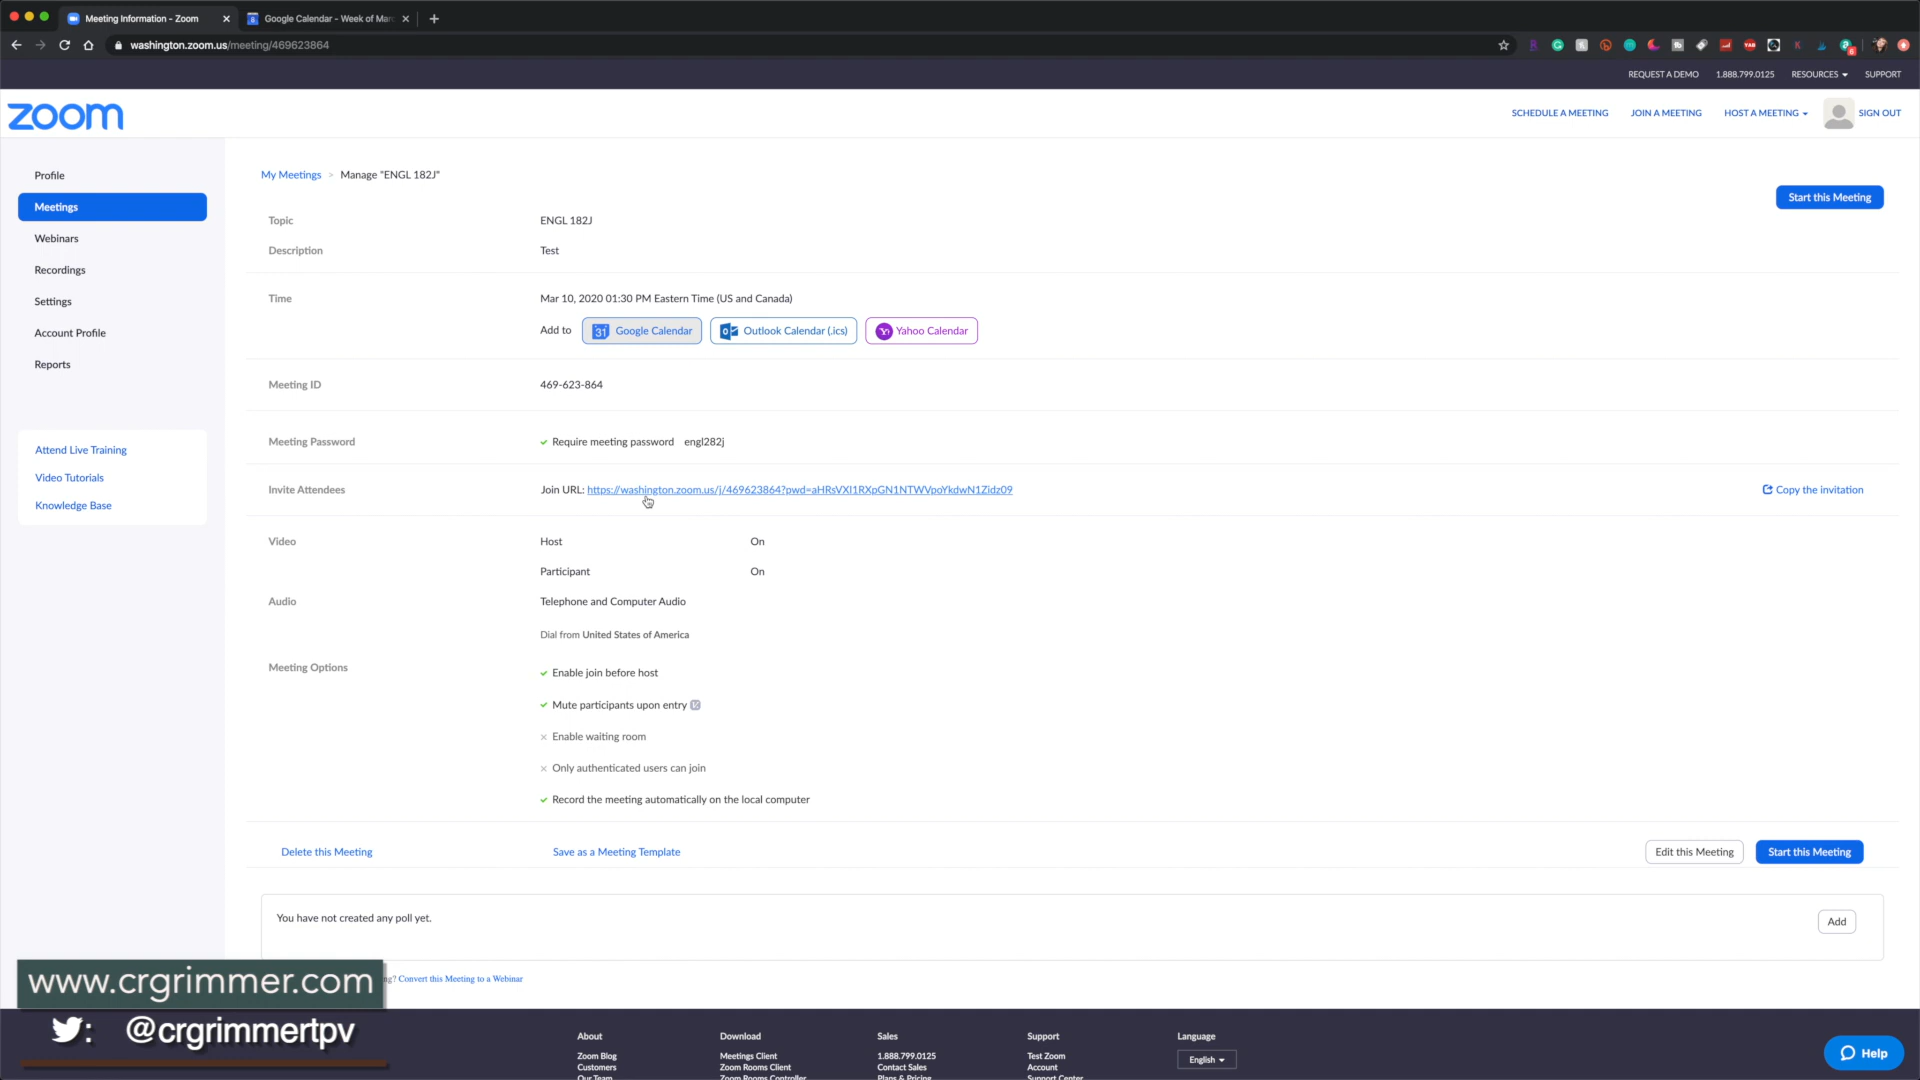 Meeting Information - Zoom
Google Calendar - Week of Mar
washington.zoom.us/meeting/469623864
REQUEST A DEMO 1.888.799.0125 RESOURCES SUPPORT
zoom
SCHEDULE A MEETING JOIN A MEETING HOST A MEETING SIGN OUT
Profile
Meetings
Webinars
Recordings
Settings
Account Profile
Reports
Attend Live Training
Video Tutorials
Knowledge Base
My Meetings > Manage "ENGL 182J"
Start this Meeting
Topic ENGL 182J
Description Test
Time Mar 10, 2020 01:30 PM Eastern Time (US and Canada)
Add to 31 Google Calendar Outlook Calendar (.ics) Yahoo Calendar
Meeting ID 469-623-864
Meeting Password Require meeting password engl282j
Invite Attendees Join URL: https://washington.zoom.us/j/469623864?pwd=aHRsVXI1RXpGN1NTWVpoYkdwN1Zidz09 Copy the invitation
Video Host On
Participant On
Audio Telephone and Computer Audio
Dial from United States of America
Meeting Options
Enable join before host
Mute participants upon entry
Enable waiting room
Only authenticated users can join
Record the meeting automatically on the local computer
Delete this Meeting Save as a Meeting Template Edit this Meeting Start this Meeting
You have not created any poll yet. Add
ng? Convert this Meeting to a Webinar
www.crgrimmer.com
: @crgrimmertpv
About Download Sales Support Language
Zoom Blog Meetings Client 1.888.799.0125 Test Zoom English
Customers Zoom Rooms Client Contact Sales Account
Our Team Zoom Rooms Controller Plans & Pricing Support Center
Help